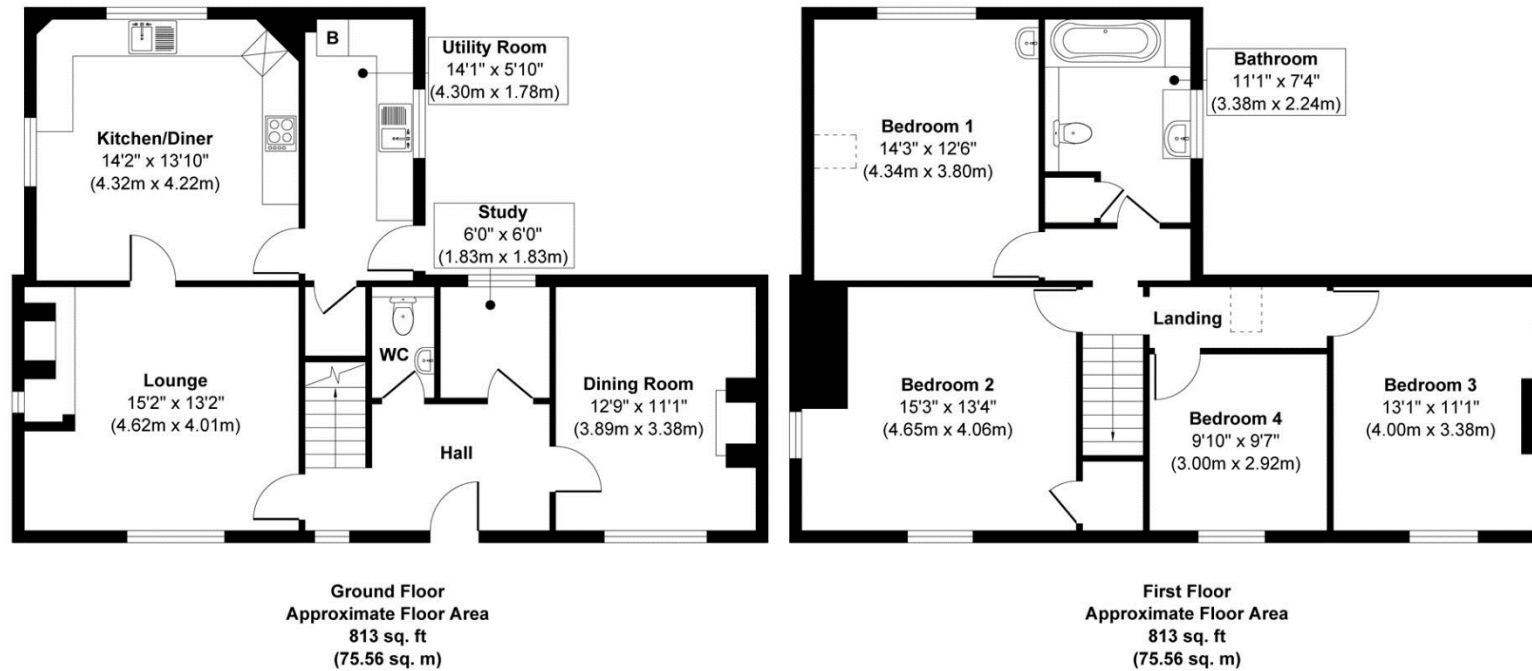 B
Utility Room
14'1" x 5'10"
(4.30m x 1.78m)
Kitchen/Diner
14'2" x 13'10"
(4.32m x 4.22m)
Study
6'0" x 6'0"
(1.83m x 1.83m)
WC
Lounge
15'2" x 13'2"
(4.62m x 4.01m)
Dining Room
12'9" x 11'1"
(3.89m x 3.38m)
Hall
Ground Floor
Approximate Floor Area
813 sq. ft
(75.56 sq. m)
Bathroom
11'1" x 7'4"
(3.38m x 2.24m)
Bedroom 1
14'3" x 12'6"
(4.34m x 3.80m)
Landing
Bedroom 2
15'3" x 13'4"
(4.65m x 4.06m)
Bedroom 4
9'10" x 9'7"
(3.00m x 2.92m)
Bedroom 3
13'1" x 11'1"
(4.00m x 3.38m)
First Floor
Approximate Floor Area
813 sq. ft
(75.56 sq. m)